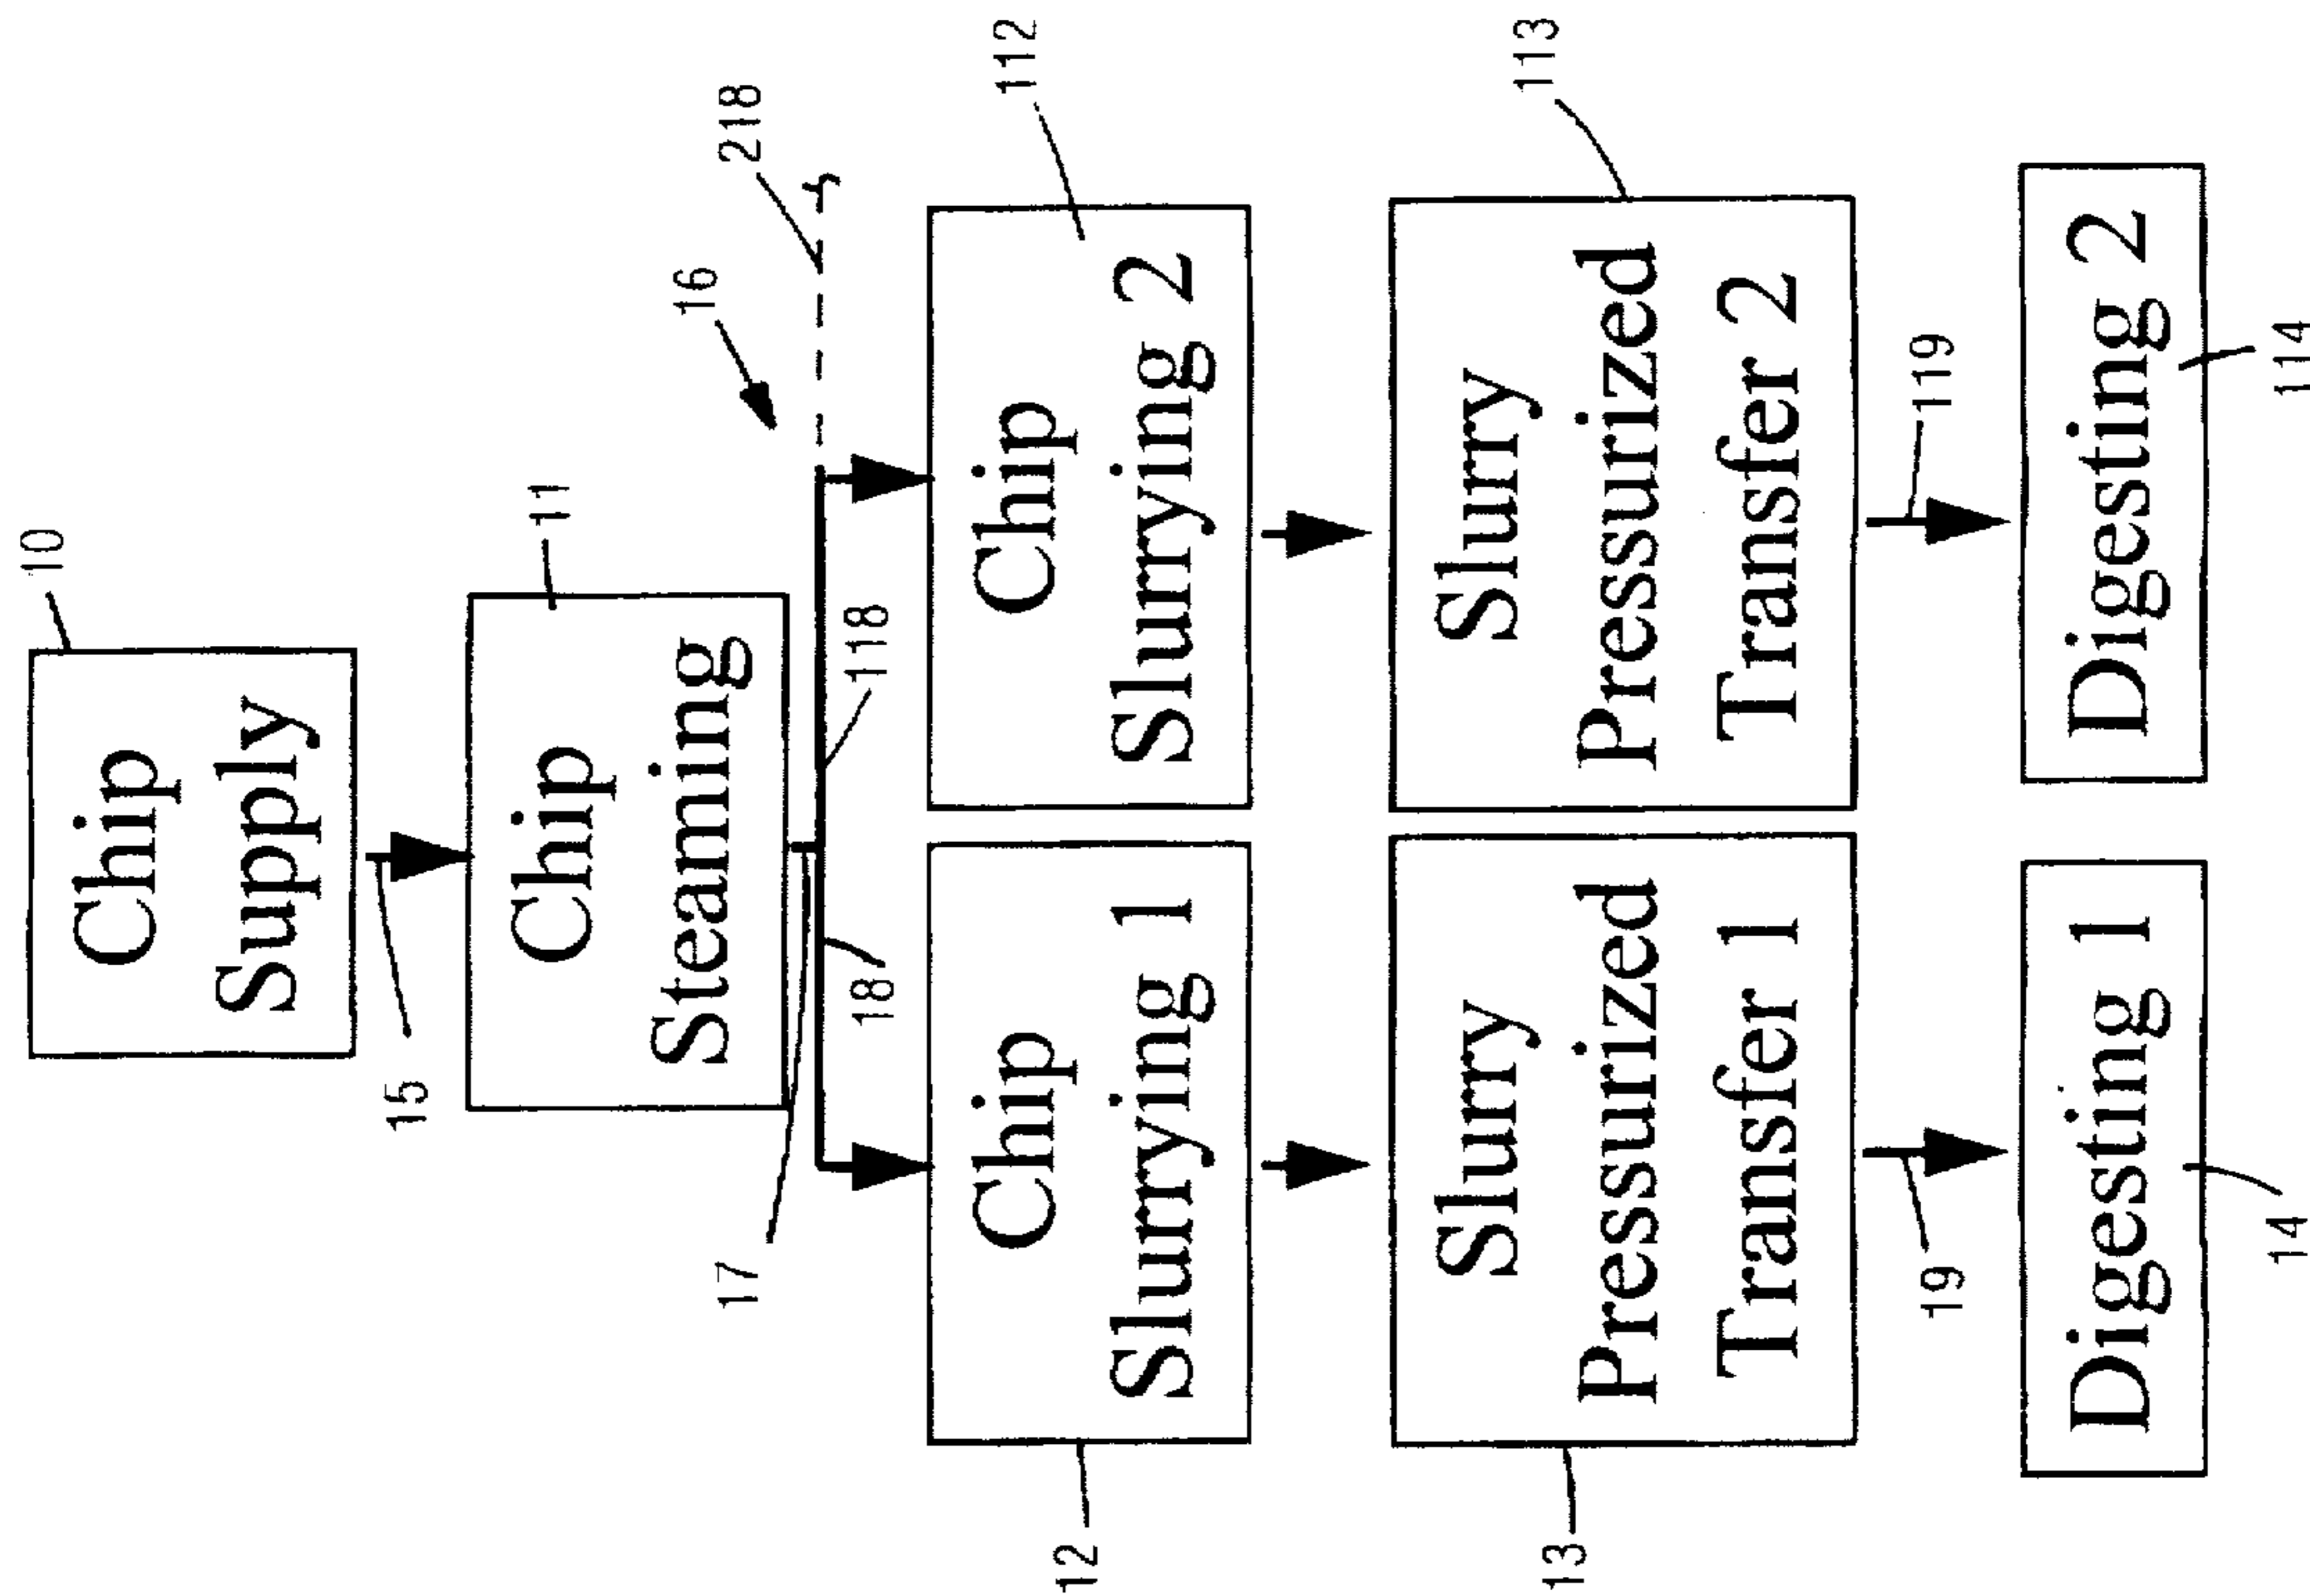 10
Chip
Supply
15
11
Chip
Steaming
16
17
18
118
218
12
Chip
Slurrying 1
112
Chip
Slurrying 2
13
Slurry
Pressurized
Transfer 1
113
Slurry
Pressurized
Transfer 2
19
119
Digesting 1
14
Digesting 2
114